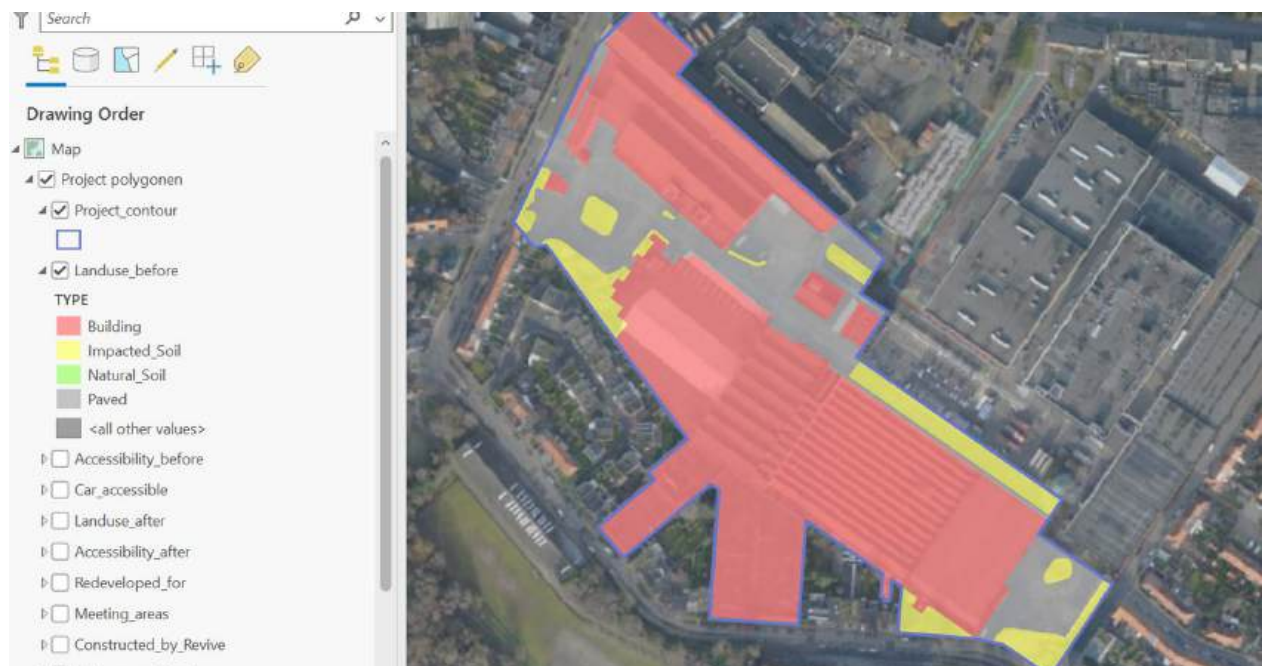 Search
Drawing Order
Map
Project polygonen
Project_contour
Landuse_before
TYPE
Building
Impacted_Soil
Natural_Soil
Paved
<all other values>
Accessibility_before
Car_accessible
Landuse_after
Accessibility_after
Redeveloped_for
Meeting_areas
Constructed_by_Revive